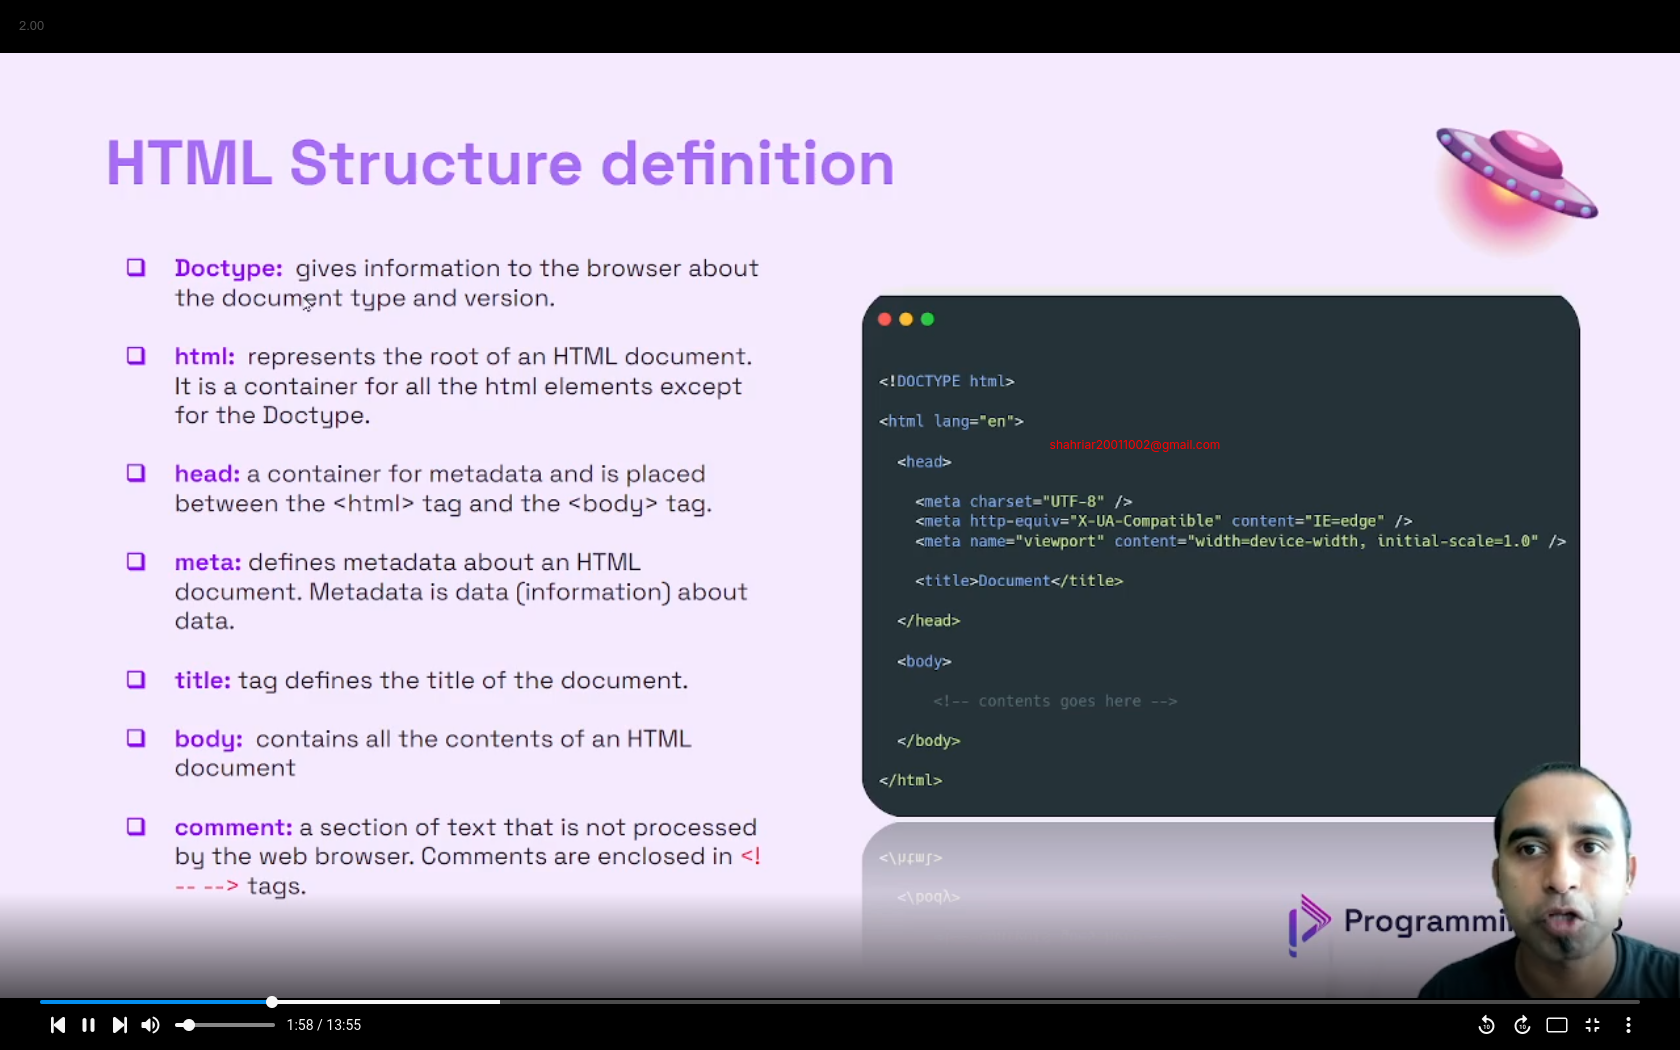 2.00
HTML Structure definition
❑ Doctype: gives information to the browser about
the document type and version.
❑ html: represents the root of an HTML document.
It is a container for all the html elements except
for the Doctype.
❑ head: a container for metadata and is placed
between the <html> tag and the <body> tag.
❑ meta: defines metadata about an HTML
document. Metadata is data (information) about
data.
❑ title: tag defines the title of the document.
❑ body: contains all the contents of an HTML
document
❑ comment: a section of text that is not processed
by the web browser. Comments are enclosed in <!
-- --> tags.
<!DOCTYPE html>
<html lang="en">
shahriar20011002@gmail.com
<head>
<meta charset="UTF-8" />
<meta http-equiv="X-UA-Compatible" content="IE=edge" />
<meta name="viewport" content="width=device-width, initial-scale=1.0" />
<title>Document</title>
</head>
<body>
<!-- contents goes here -->
</body>
</html>
1:58 / 13:55
10
10